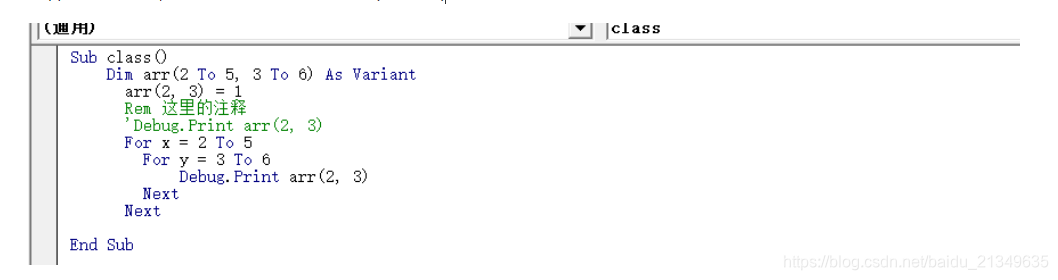 (通用) class
Sub class()
Dim arr(2 To 5, 3 To 6) As Variant
arr(2, 3) = 1
Rem 这里的注释
'Debug.Print arr(2, 3)
For x = 2 To 5
For y = 3 To 6
Debug.Print arr(2, 3)
Next
Next
End Sub
https://blog.csdn.net/baidu_21349635